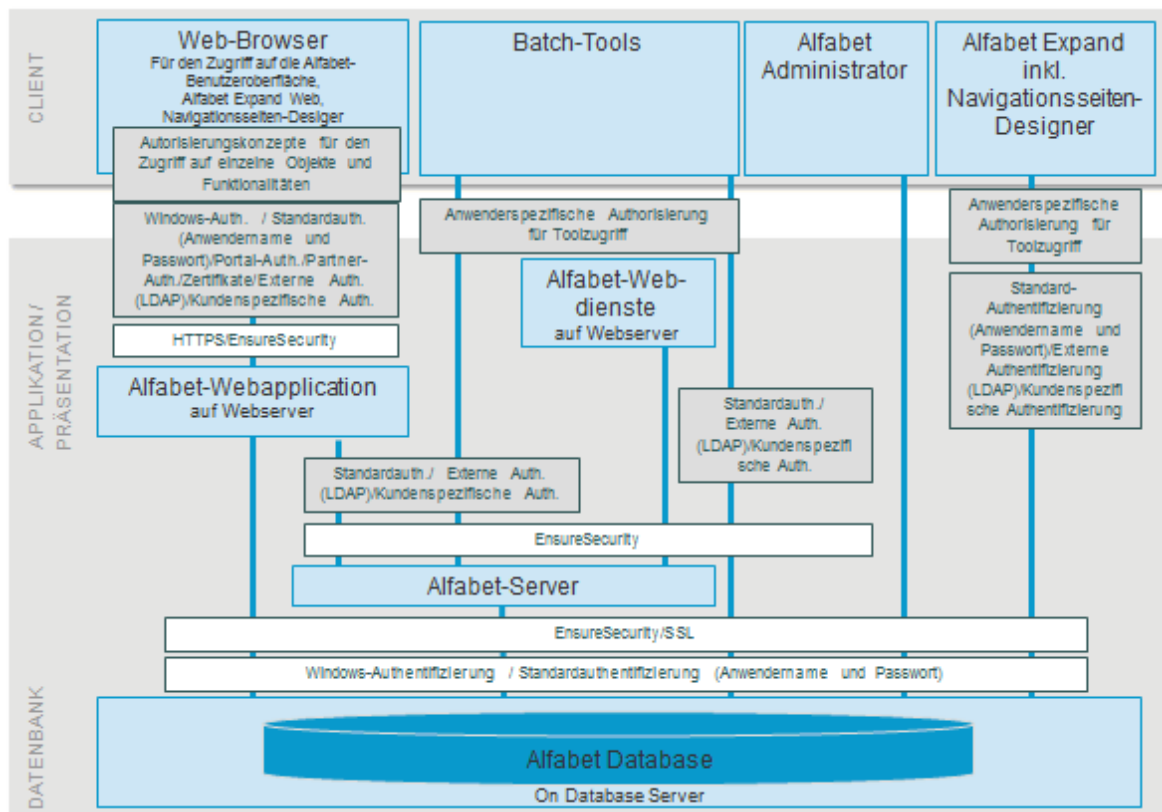 CLIENT
Web-Browser
Für den Zugriff auf die Alfabet-
Benutzeroberfläche,
Alfabet Expand Web,
Navigationsseiten-Desiger
Autorisierungskonzepte für den
Zugriff auf einzelne Objekte und
Funktionalitäten
Windows-Auth. / Standardauth.
(Anwendername und
Passwort)/Portal-Auth./Partner-
Auth./Zertifikate/Externe Auth.
(LDAP)/Kundenspezifische Auth.
HTTPS/EnsureSecurity
Batch-Tools
Alfabet
Administrator
Alfabet Expand
inkl.
Navigationsseiten-
Designer
Anwenderspezifische Authorisierung
für Toolzugriff
Anwenderspezifische
Authorisierung für
Toolzugriff
APPLIKATION /
PRÄSENTATION
Alfabet-Web-
dienste
auf Webserver
Standard-
Authentifizierung
(Anwendername und
Passwort)/Externe
Authentifizierung
(LDAP)/Kundenspezifi
sche Authentifizierung
Alfabet-Webapplication
auf Webserver
Standardauth./
Externe Auth.
(LDAP)/Kundenspezifi
sche Auth.
Standardauth./ Externe Auth.
(LDAP)/Kundenspezifische Auth.
EnsureSecurity
Alfabet-Server
EnsureSecurity/SSL
Windows-Authentifizierung / Standardauthentifizierung (Anwendername und Passwort)
DATENBANK
Alfabet Database
On Database Server